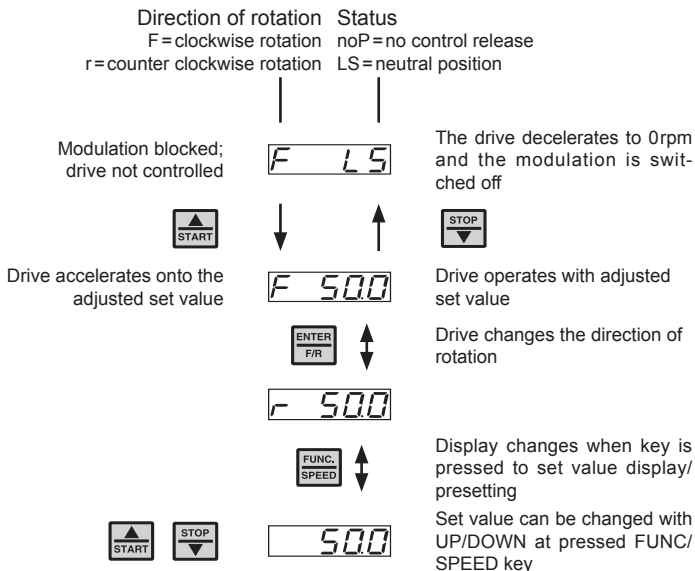 Direction of rotation Status
F=clockwise rotation noP=no control release
r=counter clockwise rotation LS=neutral position
Modulation blocked;
drive not controlled
F LS
The drive decelerates to 0rpm
and the modulation is swit-
ched off
START
STOP
Drive accelerates onto the
adjusted set value
F 50.0
Drive operates with adjusted
set value
ENTER
F/R
Drive changes the direction of
rotation
r 50.0
FUNC.
SPEED
Display changes when key is
pressed to set value display/
presetting
START
STOP
50.0
Set value can be changed with
UP/DOWN at pressed FUNC/
SPEED key